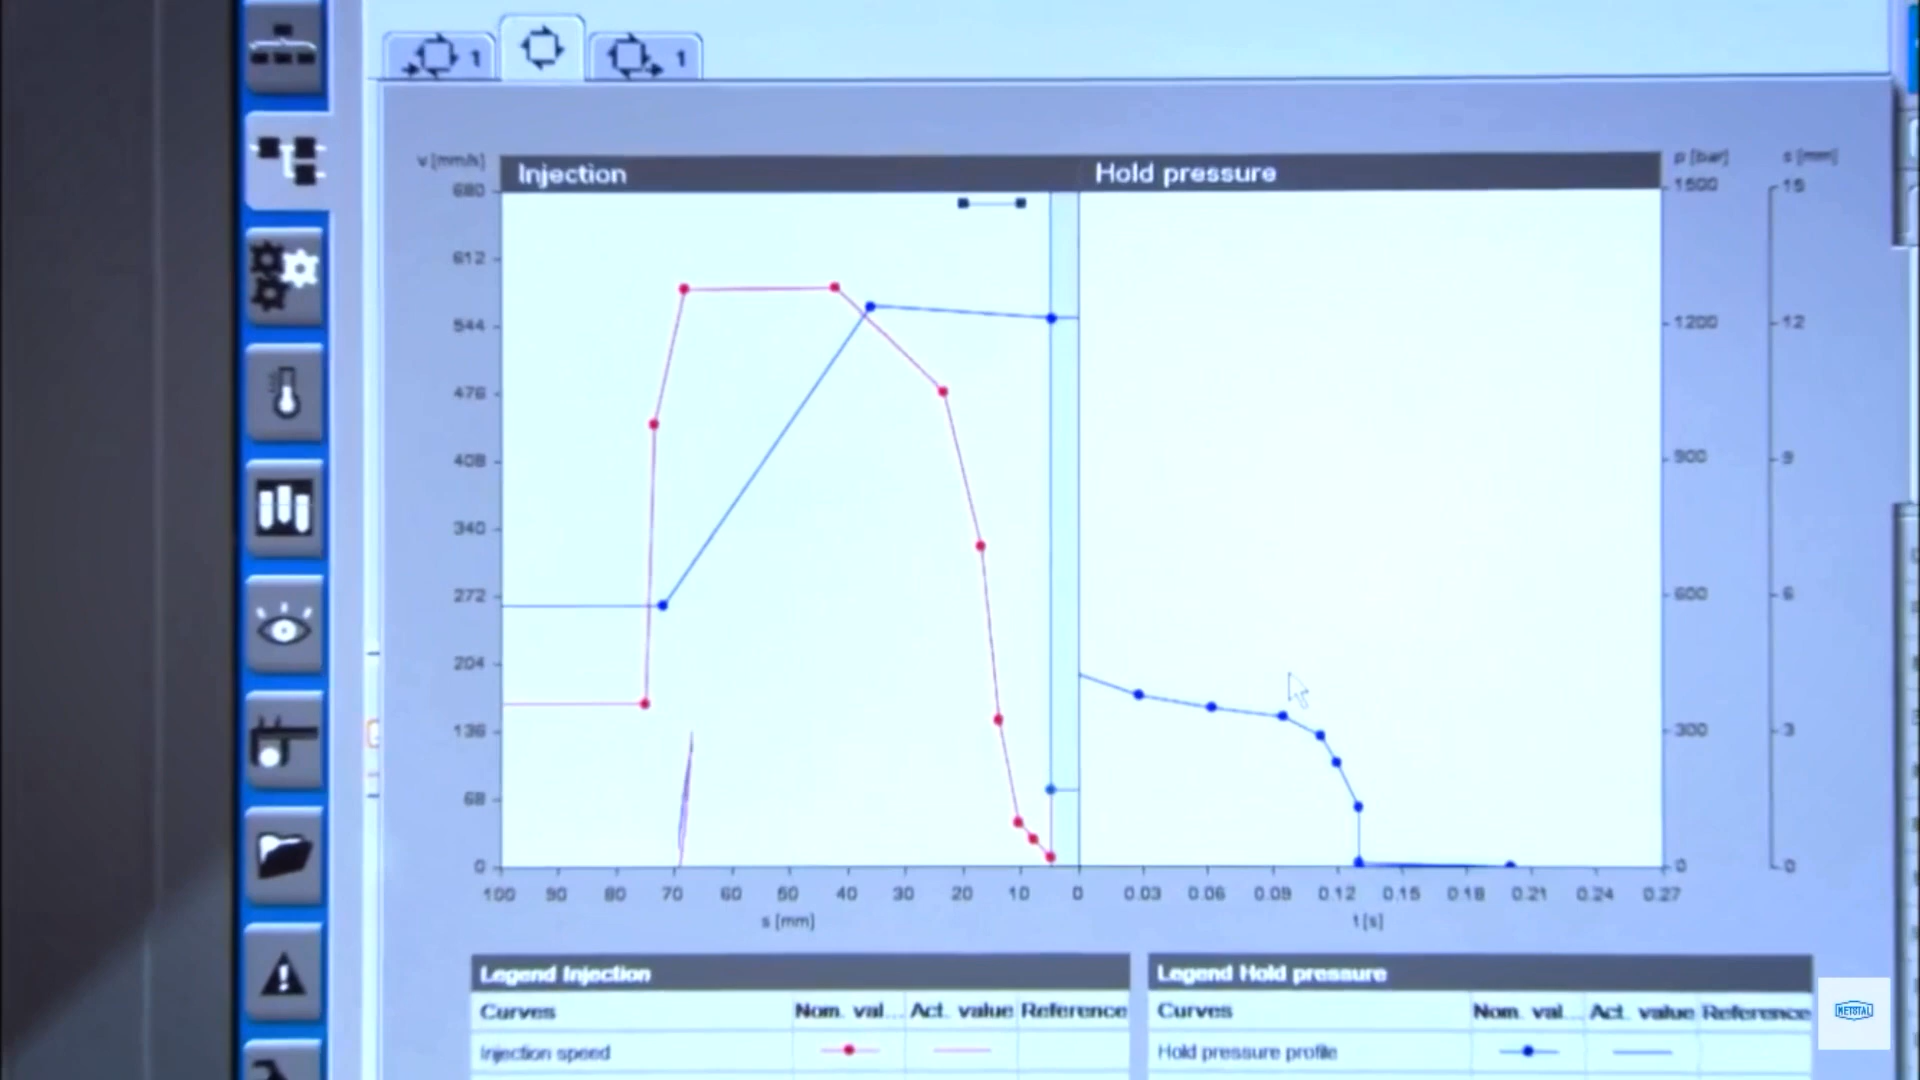 1
1
v [mm/s]
Injection
Hold pressure
p [bar]
s [mm]
680
612
544
476
408
340
272
204
136
68
0
1500
1200
900
600
300
0
15
12
9
6
3
0
100 90 80 70 60 50 40 30 20 10 0 0.03 0.06 0.09 0.12 0.15 0.18 0.21 0.24 0.27
s [mm]
t [s]
Legend Injection
Curves Nom. val... Act. value Reference
Injection speed
Legend Hold pressure
Curves Nom. val... Act. value Reference
Hold pressure profile
NETSTAL